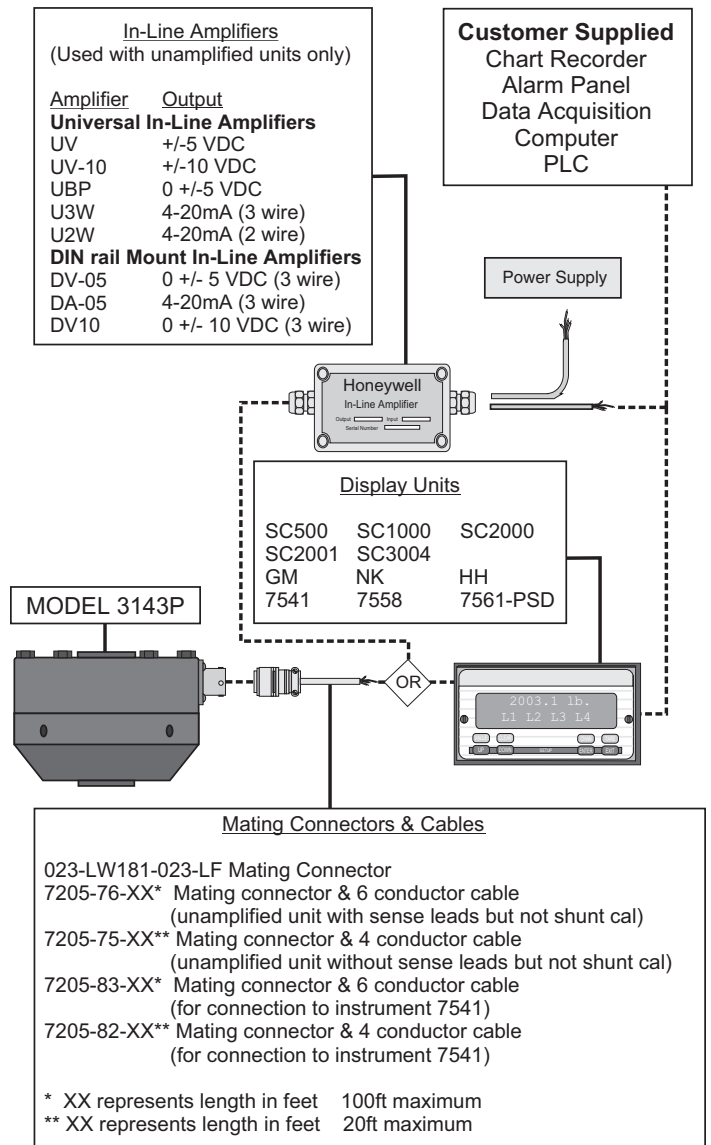 In-Line Amplifiers
(Used with unamplified units only)
Amplifier Output
Universal In-Line Amplifiers
UV +/-5 VDC
UV-10 +/-10 VDC
UBP 0 +/-5 VDC
U3W 4-20mA (3 wire)
U2W 4-20mA (2 wire)
DIN rail Mount In-Line Amplifiers
DV-05 0 +/- 5 VDC (3 wire)
DA-05 4-20mA (3 wire)
DV10 0 +/- 10 VDC (3 wire)
Customer Supplied
Chart Recorder
Alarm Panel
Data Acquisition
Computer
PLC
Power Supply
Honeywell
In-Line Amplifier
Output Input
Serial Number
Display Units
SC500 SC1000 SC2000
SC2001 SC3004
GM NK HH
7541 7558 7561-PSD
MODEL 3143P
OR
2003.1 lb.
L1 L2 L3 L4
UP DOWN SETUP ENTER EXIT
Mating Connectors & Cables
023-LW181-023-LF Mating Connector
7205-76-XX* Mating connector & 6 conductor cable
(unamplified unit with sense leads but not shunt cal)
7205-75-XX** Mating connector & 4 conductor cable
(unamplified unit without sense leads but not shunt cal)
7205-83-XX* Mating connector & 6 conductor cable
(for connection to instrument 7541)
7205-82-XX** Mating connector & 4 conductor cable
(for connection to instrument 7541)
* XX represents length in feet 100ft maximum
** XX represents length in feet 20ft maximum